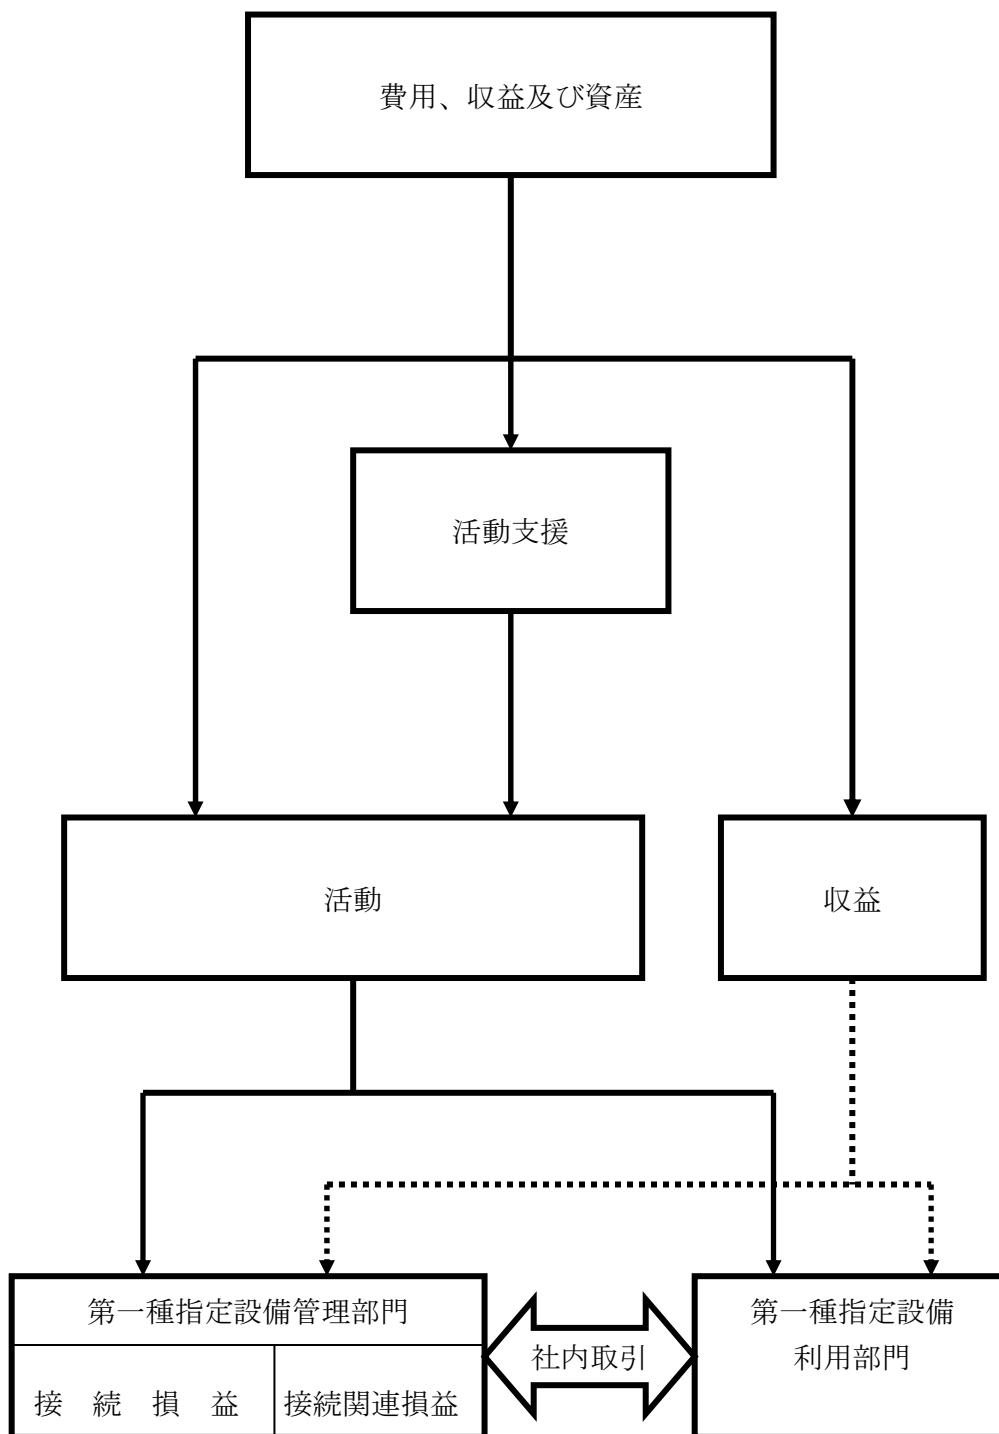 費用、収益及び資産
活動支援
活動
収益
第一種指定設備管理部門
接続損益
接続関連損益
社内取引
第一種指定設備
利用部門